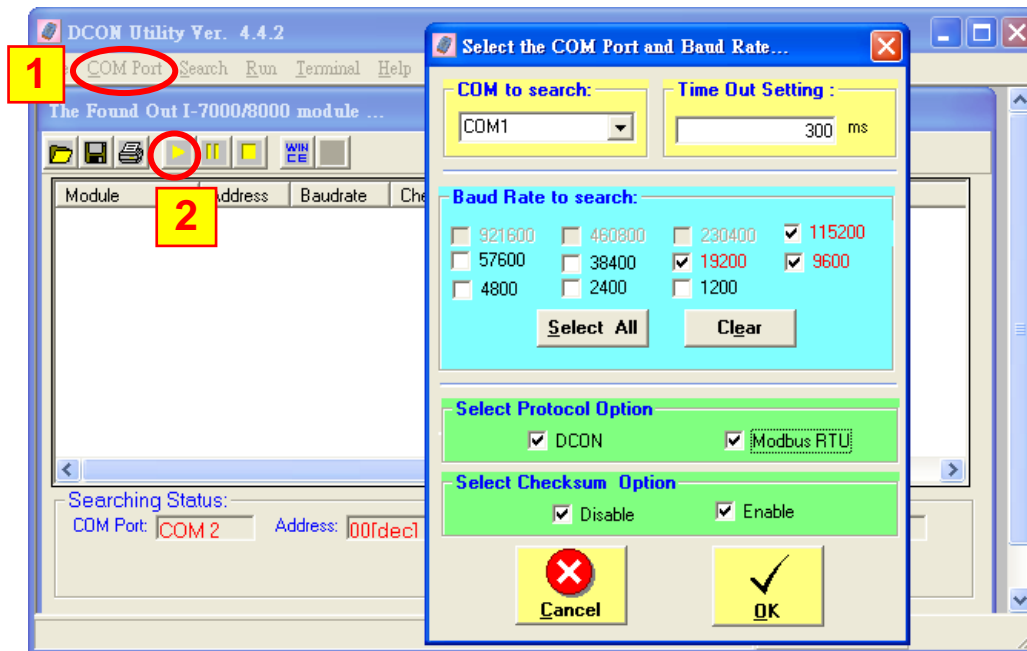 DCON Utility Ver. 4.4.2
1
COM Port Search Run Terminal Help
The Found Out I-7000/8000 module ...
WIN CE
2
Module Address Baudrate Che
Searching Status:
COM Port: COM 2 Address: 00[dec]
Select the COM Port and Baud Rate...
COM to search: Time Out Setting :
COM1 300 ms
Baud Rate to search:
921600 460800 230400 115200
57600 38400 19200 9600
4800 2400 1200
Select All Clear
Select Protocol Option
DCON Modbus RTU
Select Checksum Option
Disable Enable
Cancel OK